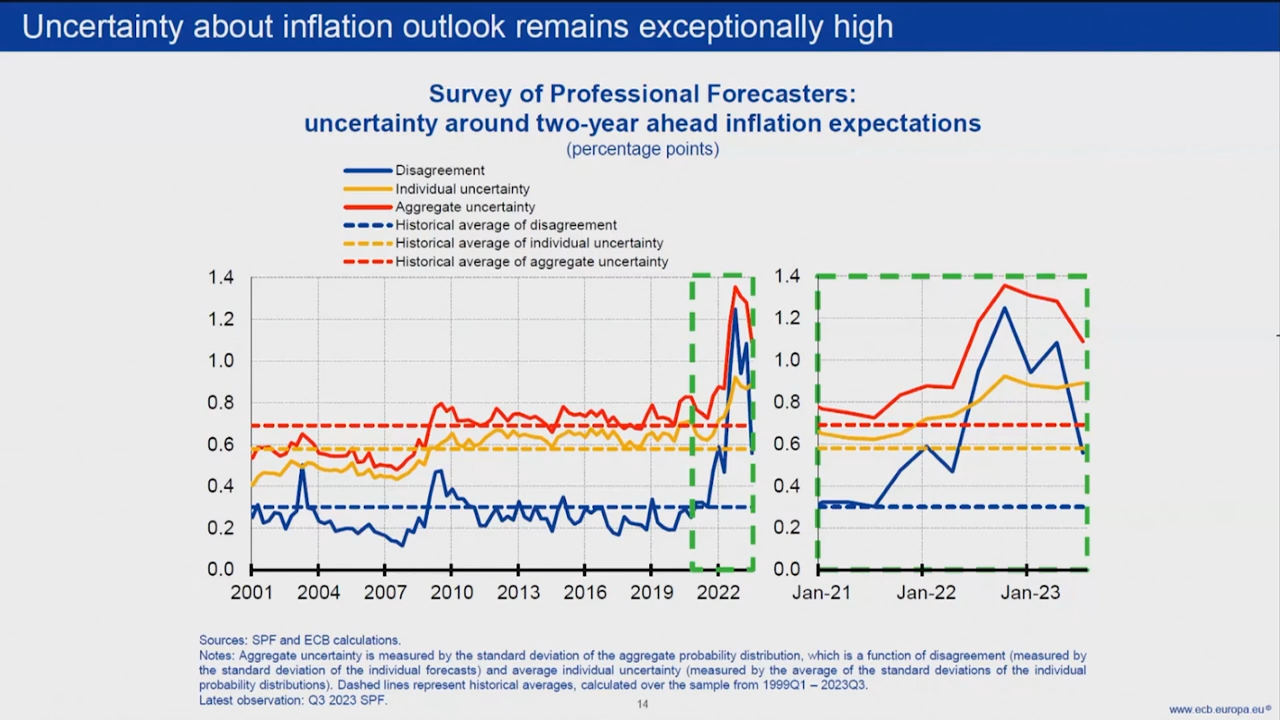 Uncertainty about inflation outlook remains exceptionally high
Survey of Professional Forecasters:
uncertainty around two-year ahead inflation expectations
(percentage points)
Disagreement
Individual uncertainty
Aggregate uncertainty
Historical average of disagreement
Historical average of individual uncertainty
Historical average of aggregate uncertainty
1.4
1.2
1.0
0.8
0.6
0.4
0.2
0.0
2001 2004 2007 2010 2013 2016 2019 2022
1.4
1.2
1.0
0.8
0.6
0.4
0.2
0.0
Jan-21 Jan-22 Jan-23
Sources: SPF and ECB calculations.
Notes: Aggregate uncertainty is measured by the standard deviation of the aggregate probability distribution, which is a function of disagreement (measured by
the standard deviation of the individual forecasts) and average individual uncertainty (measured by the average of the standard deviations of the individual
probability distributions). Dashed lines represent historical averages, calculated over the sample from 1999Q1 – 2023Q3.
Latest observation: Q3 2023 SPF.
14
www.ecb.europa.eu®